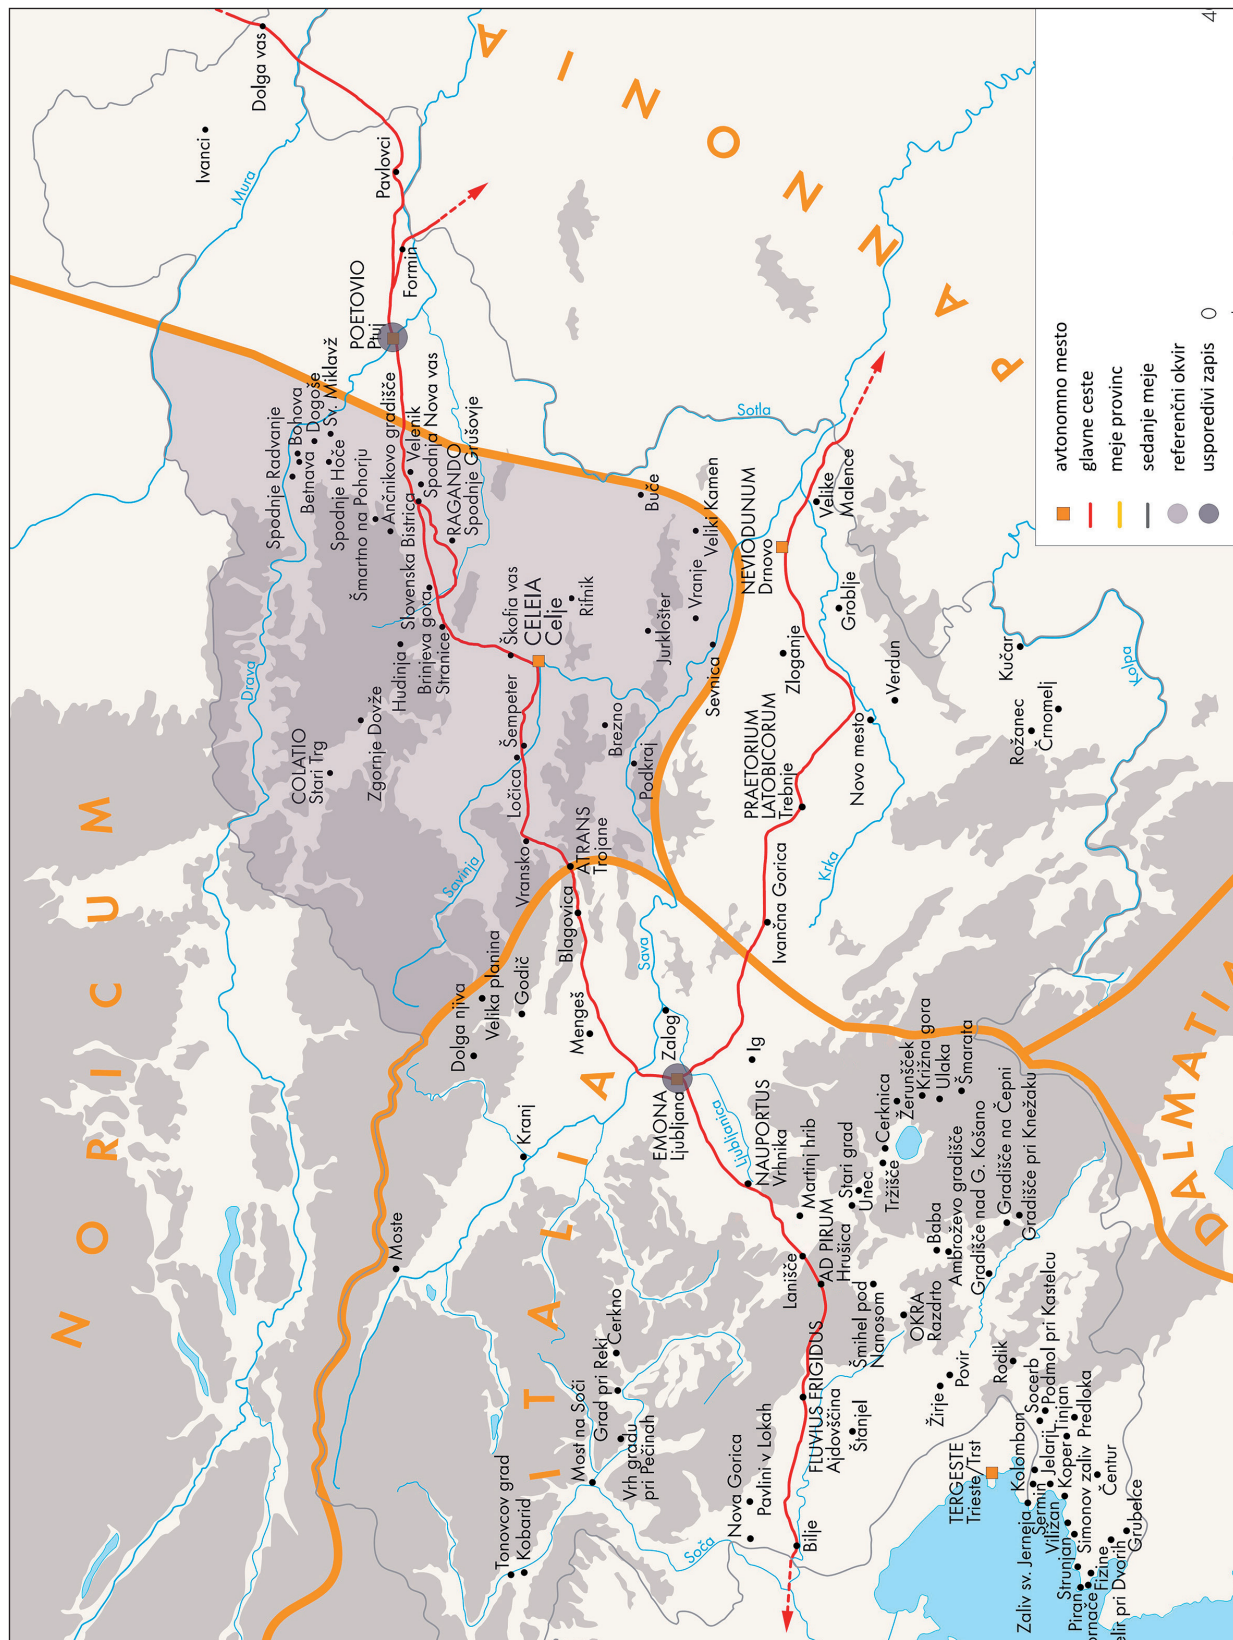 NORICUM
ITALIA
PANNONIA
DALMATIA
Dolga vas
Ivanci
Mura
Pavlovci
Formin
POETOVIO
Ptuj
Spodnje Radvanje
Betnava
Bohova
Dogoše
Sv. Miklavž
Spodnje Hoče
Šmartno na Pohorju
Ančnikovo gradišče
Velenik
Spodnja Nova vas
Slovenska Bistrica
RAGANDO
Spodnje Grušovje
Hudinja
Brinjeva gora
Stranice
Drava
COLATIO
Stari Trg
Zgornje Dovže
Škofia vas
CELEIA
Celje
Rifnik
Šempeter
Ločica
Vransko
Savinja
ATRANS
Trojane
Brezno
Podkraj
Jurklošter
Vranje
Sevnica
Veliki Kamen
Buče
Sotla
NEVIODUNUM
Drnovo
Velike
Malence
Groblje
Zloganje
Verdun
Novo mesto
PRAETORIUM
LATOBICORUM
Trebnje
Krka
Ivančna Gorica
Kučar
Rožanec
Črnomelj
Kolpa
Blagovica
Velika planina
Godič
Dolga njiva
Mengeš
Sava
Zalog
Kranj
EMONA
Ljubljana
Ig
Ljubljanica
NAUPORTUS
Vrhnika
Moste
Martinj hrib
Stari grad
Unec
Tržišče
Cerknica
Žerunšček
Križna gora
Ulaka
Šmarata
Lanišče
AD PIRUM
Hrušica
Baba
Ambroževo gradišče
Gradišče nad G. Košano
Gradišče na Čepni
Gradišče pri Knežaku
Šmihel pod
Nanosom
OKRA
Razdrto
Cerkno
Grad pri Reki
Most na Soči
Vrh gradu
pri Pečinah
Tonovcov grad
Kobarid
Soča
FLUVIUS FRIGIDUS
Ajdovščina
Štanjel
Nova Gorica
Pavlini v Lokah
Bilje
Žirje
Povir
Rodik
TERGESTE
Trieste/Trst
Kolomban
Socerb
Podmol pri Kastelcu
Tinjan
Predloka
Jelarji
Sermin
Koper
Zaliv sv. Jerneja
Viližan
Simonov zaliv
Strunjan
Piran
Fizine
Čentur
Grubelce
avtonomno mesto
glavne ceste
meje provinc
sedanje meje
referenčni okvir
usporedivi zapis
0